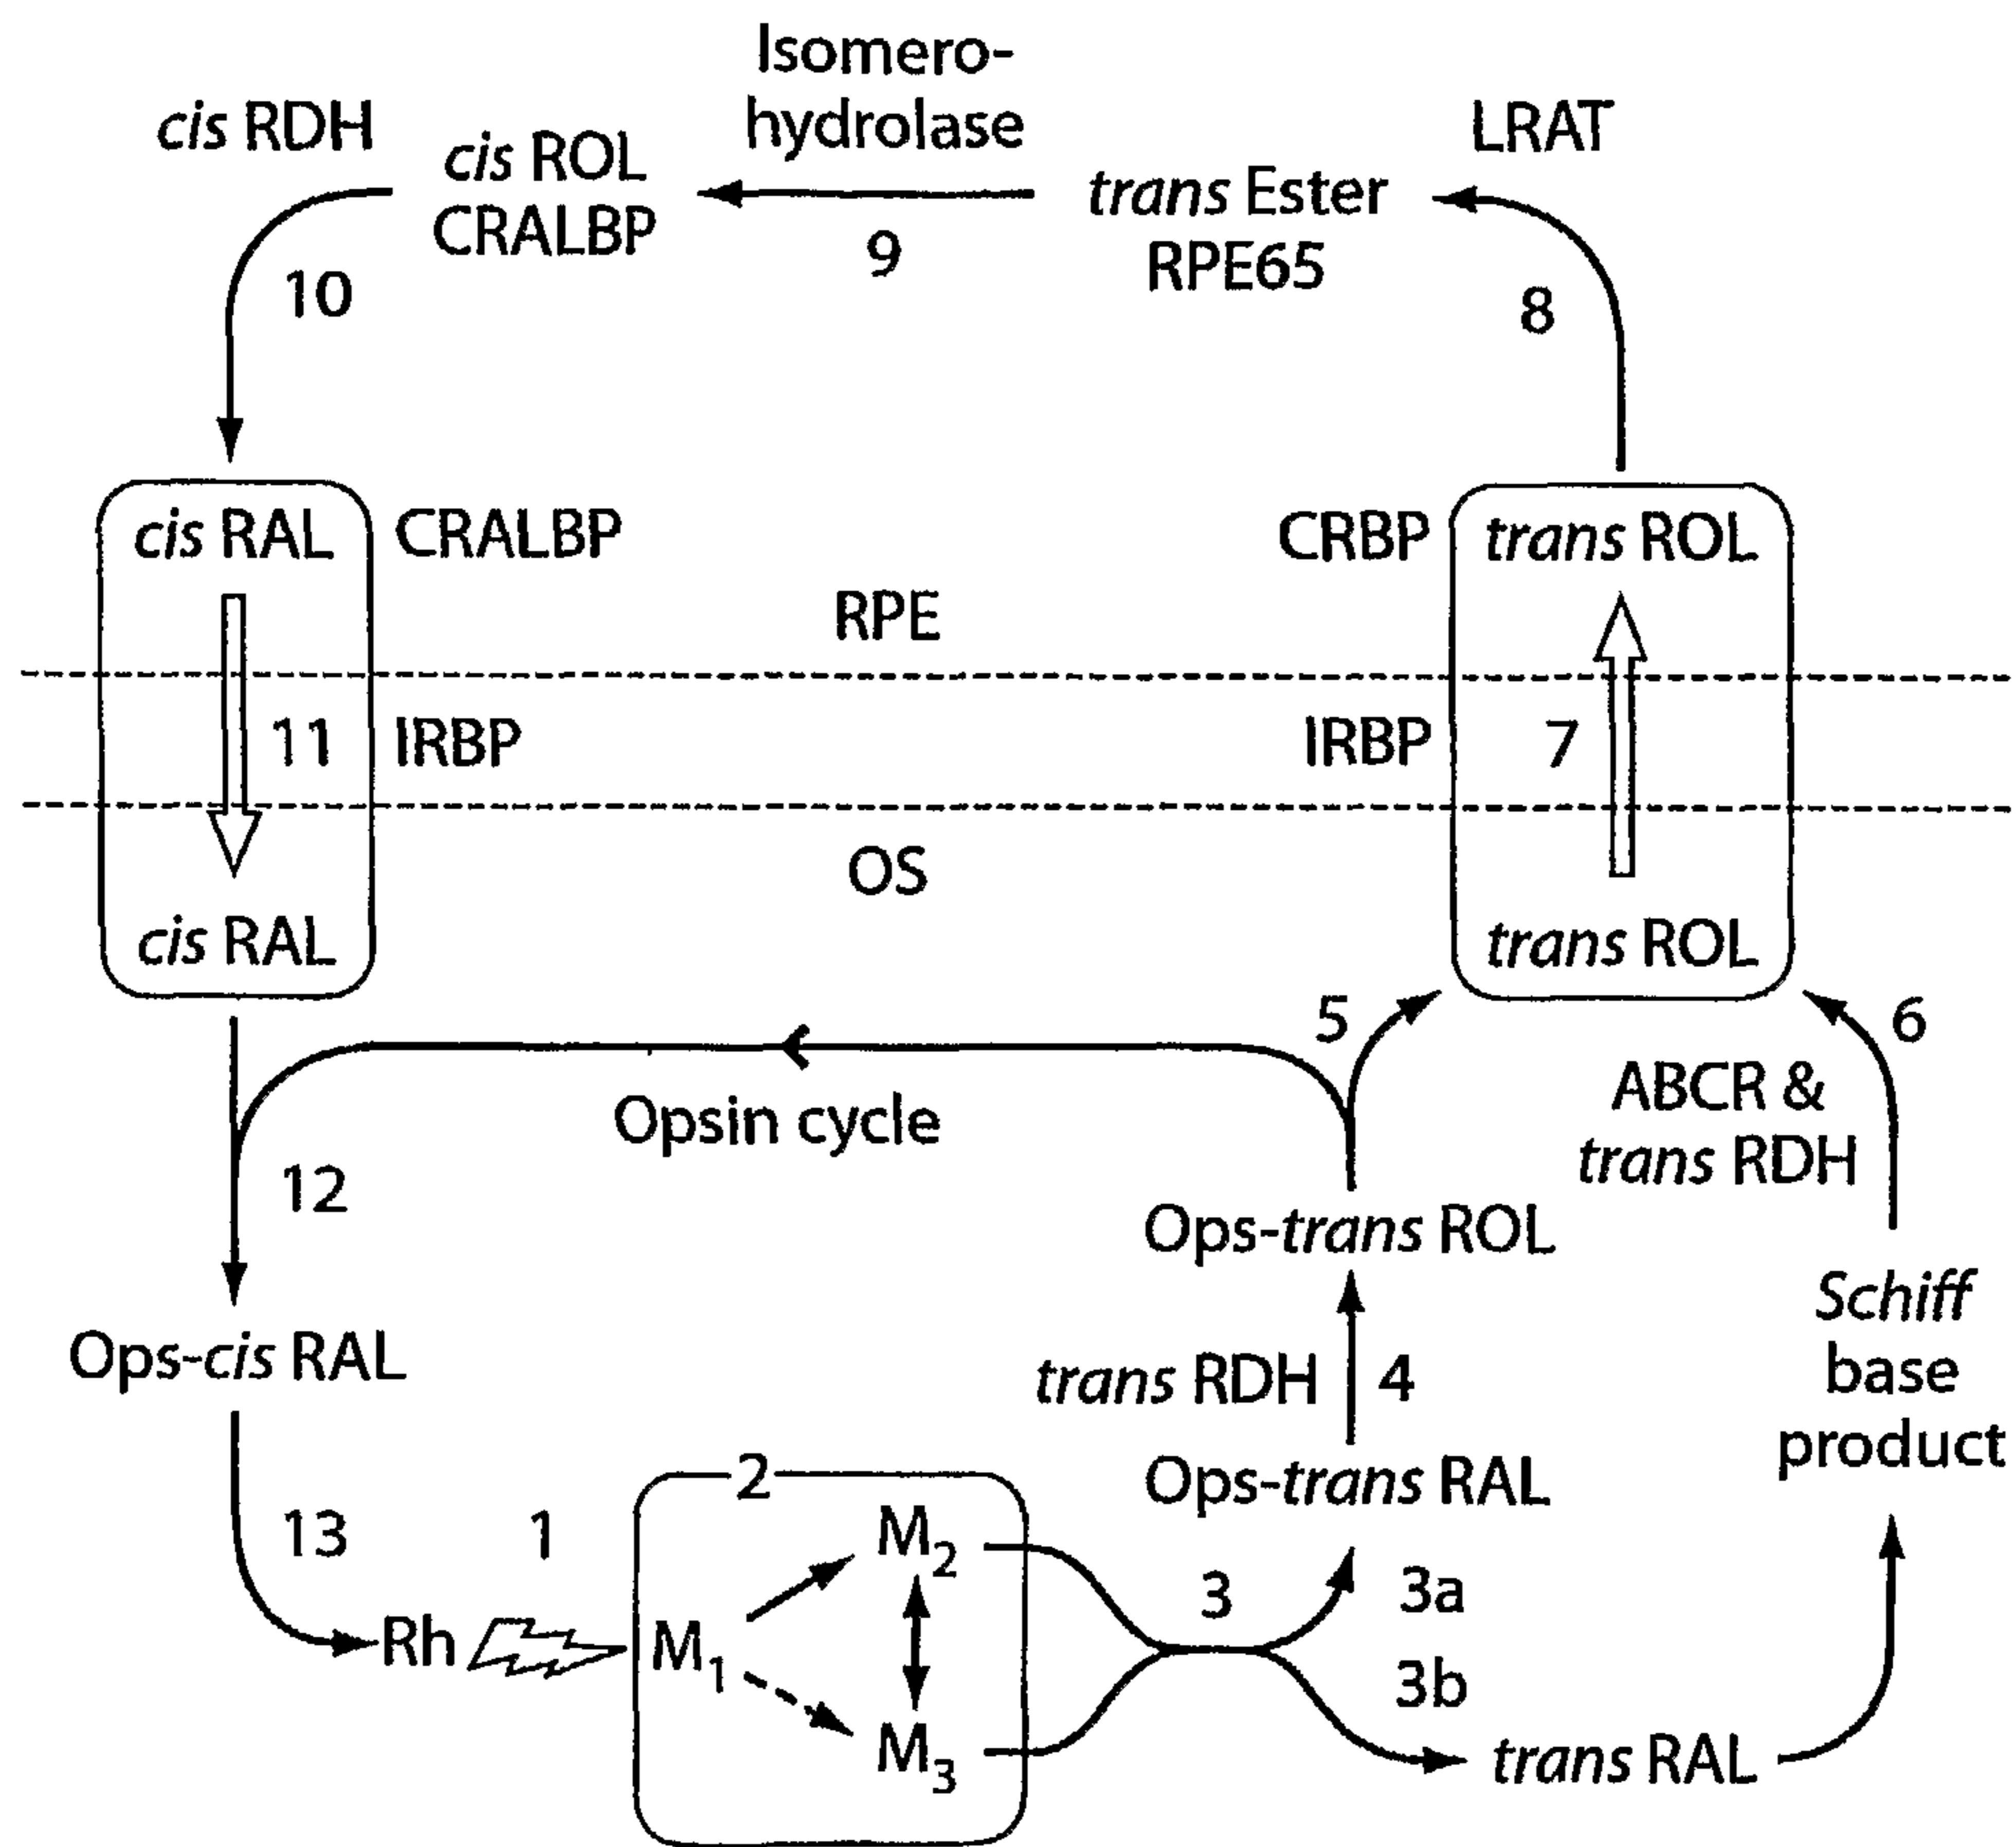 Isomero-
hydrolase
cis RDH
cis ROL
CRALBP
LRAT
trans Ester
RPE65
9
10
8
cis RAL
CRALBP
CRBP
trans ROL
RPE
11
IRBP
IRBP
7
OS
cis RAL
trans ROL
5
6
Opsin cycle
ABCR &
trans RDH
12
Ops-trans ROL
Ops-cis RAL
trans RDH
4
Schiff
base
product
Ops-trans RAL
13
1
2
M2
3
3a
Rh
M1
3b
M3
trans RAL